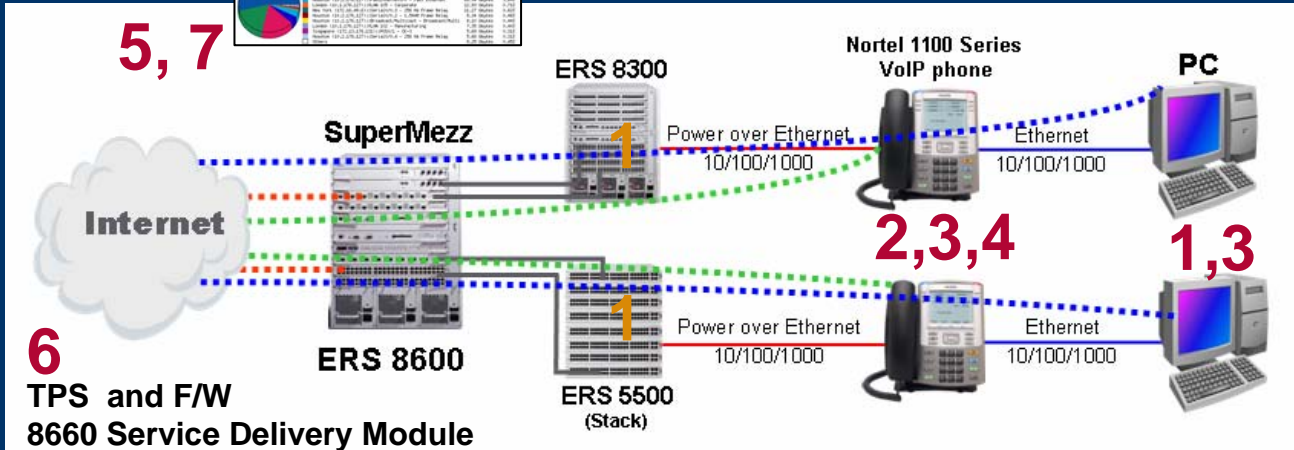 5, 7
Nortel 1100 Series
VoIP phone
PC
ERS 8300
SuperMezz
1
Power over Ethernet
10/100/1000
Ethernet
10/100/1000
Internet
2,3,4
1,3
1
Power over Ethernet
10/100/1000
Ethernet
10/100/1000
6
ERS 8600
TPS and F/W
ERS 5500
(Stack)
8660 Service Delivery Module